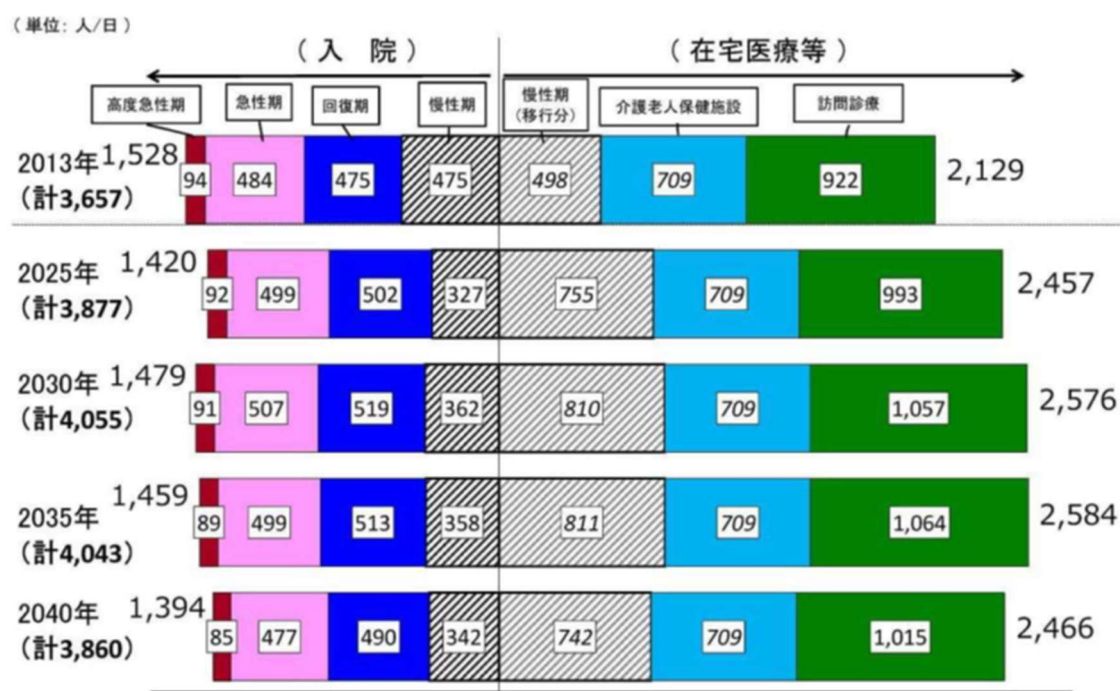 (単位: 人/日)
(入　院)
(在宅医療等)
高度急性期
急性期
回復期
慢性期
慢性期
(移行分)
介護老人保健施設
訪問診療
2013年 1,528
(計3,657)
94 484 475 475 498 709 922
2,129
2025年 1,420
(計3,877)
92 499 502 327 755 709 993
2,457
2030年 1,479
(計4,055)
91 507 519 362 810 709 1,057
2,576
2035年 1,459
(計4,043)
89 499 513 358 811 709 1,064
2,584
2040年 1,394
(計3,860)
85 477 490 342 742 709 1,015
2,466